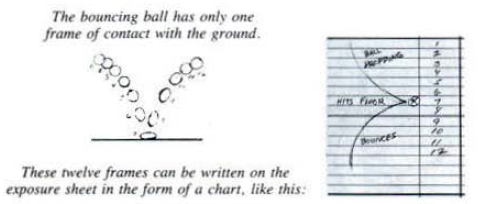 The bouncing ball has only one
frame of contact with the ground.
These twelve frames can be written on the
exposure sheet in the form of a chart, like this:
BALL
DROPPING
HITS FLOOR
BOUNCES
1
2
3
4
5
6
7
8
9
10
11
12